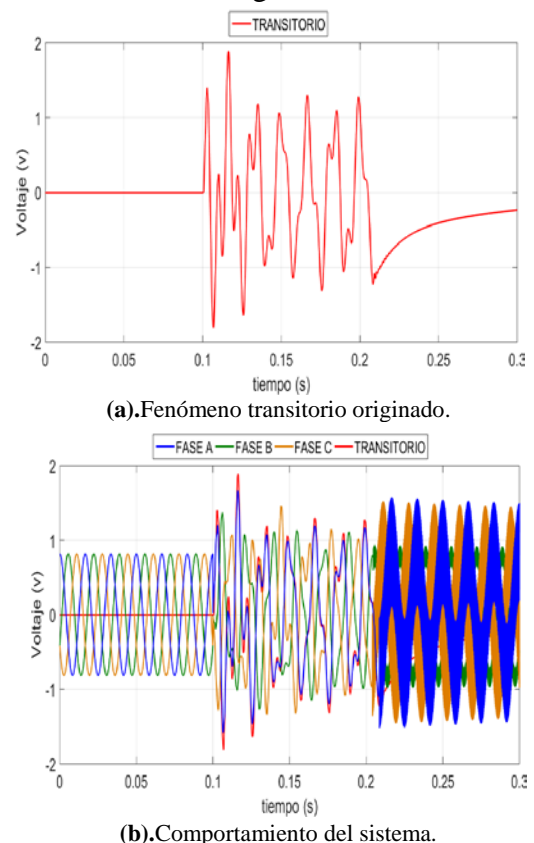 TRANSITORIO
2
1
0
-1
-2
Voltaje (v)
0 0.05 0.1 0.15 0.2 0.25 0.3
tiempo (s)
(a).Fenómeno transitorio originado.
FASE A FASE B FASE C TRANSITORIO
2
1
0
-1
-2
Voltaje (v)
0 0.05 0.1 0.15 0.2 0.25 0.3
tiempo (s)
(b).Comportamiento del sistema.